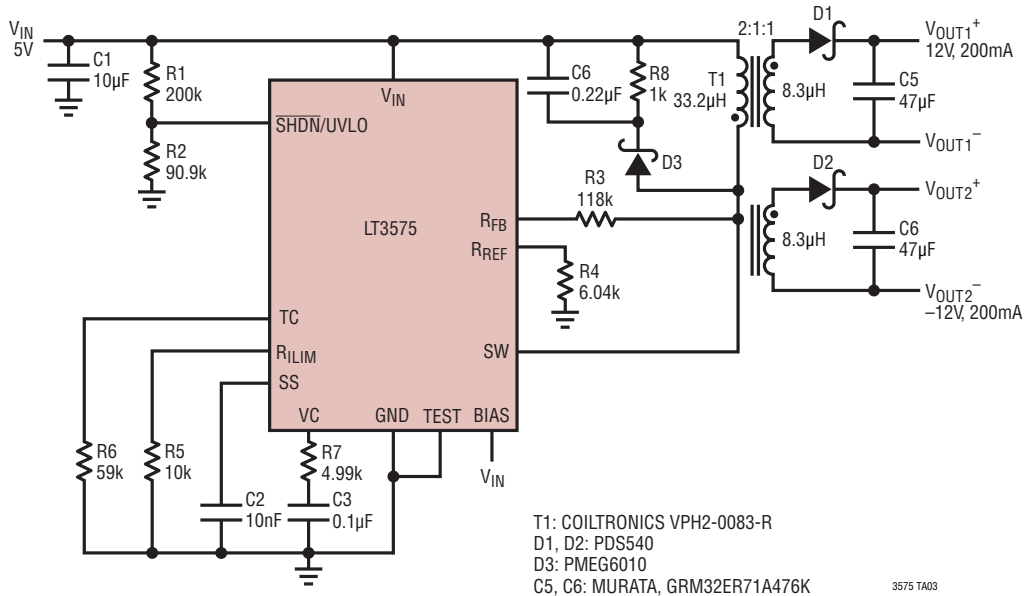 VIN
5V
C1
10µF
R1
200k
R2
90.9k
VIN
SHDN/UVLO
LT3575
RFB
RREF
SW
TC
RILIM
SS
VC
GND
TEST
BIAS
VIN
C6
0.22µF
R8
1k
D3
R3
118k
R4
6.04k
T1
33.2µH
2:1:1
8.3µH
D1
C5
47µF
VOUT1+
12V, 200mA
VOUT1–
8.3µH
D2
C6
47µF
VOUT2+
VOUT2–
–12V, 200mA
R6
59k
R5
10k
C2
10nF
R7
4.99k
C3
0.1µF
T1: COILTRONICS VPH2-0083-R
D1, D2: PDS540
D3: PMEG6010
C5, C6: MURATA, GRM32ER71A476K
3575 TA03